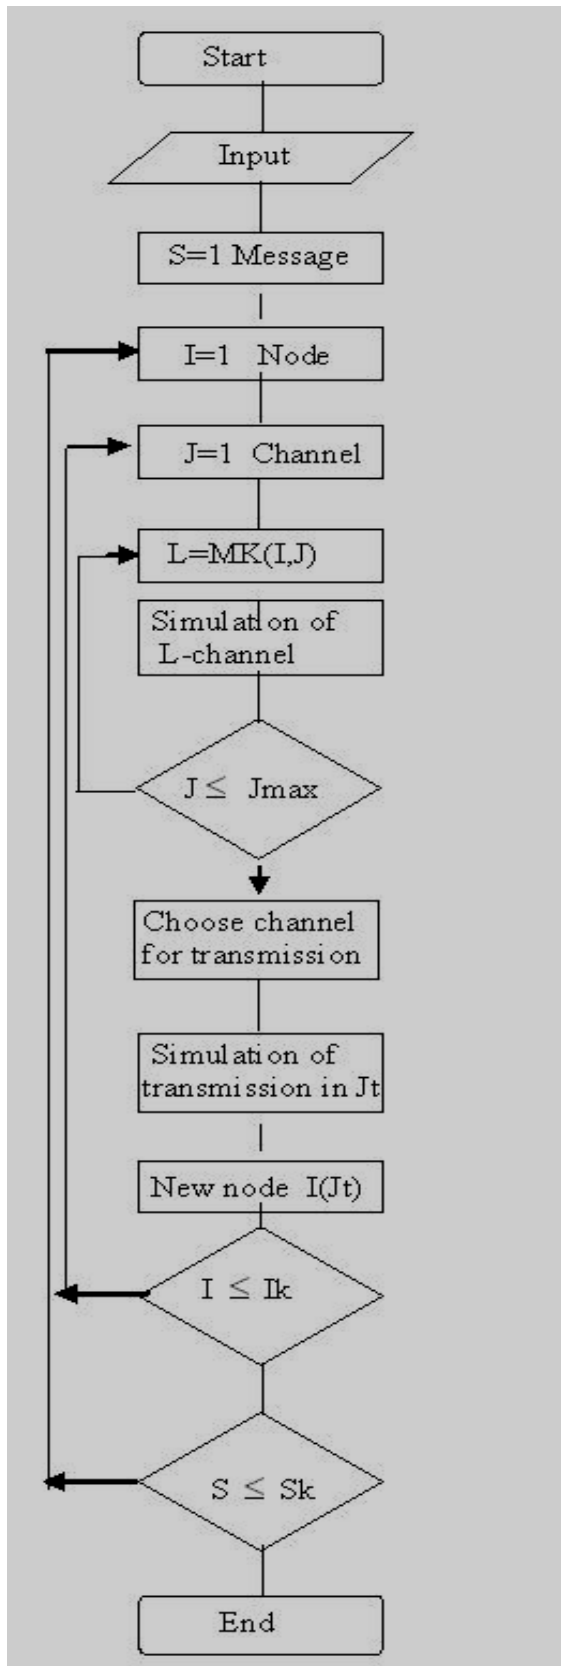 Start
Input
S=1 Message
I=1 Node
J=1 Channel
L=MK(I,J)
Simulation of
L-channel
J ≤ Jmax
Choose channel
for transmission
Simulation of
transmission in Jt
New node I(Jt)
I ≤ Ik
S ≤ Sk
End